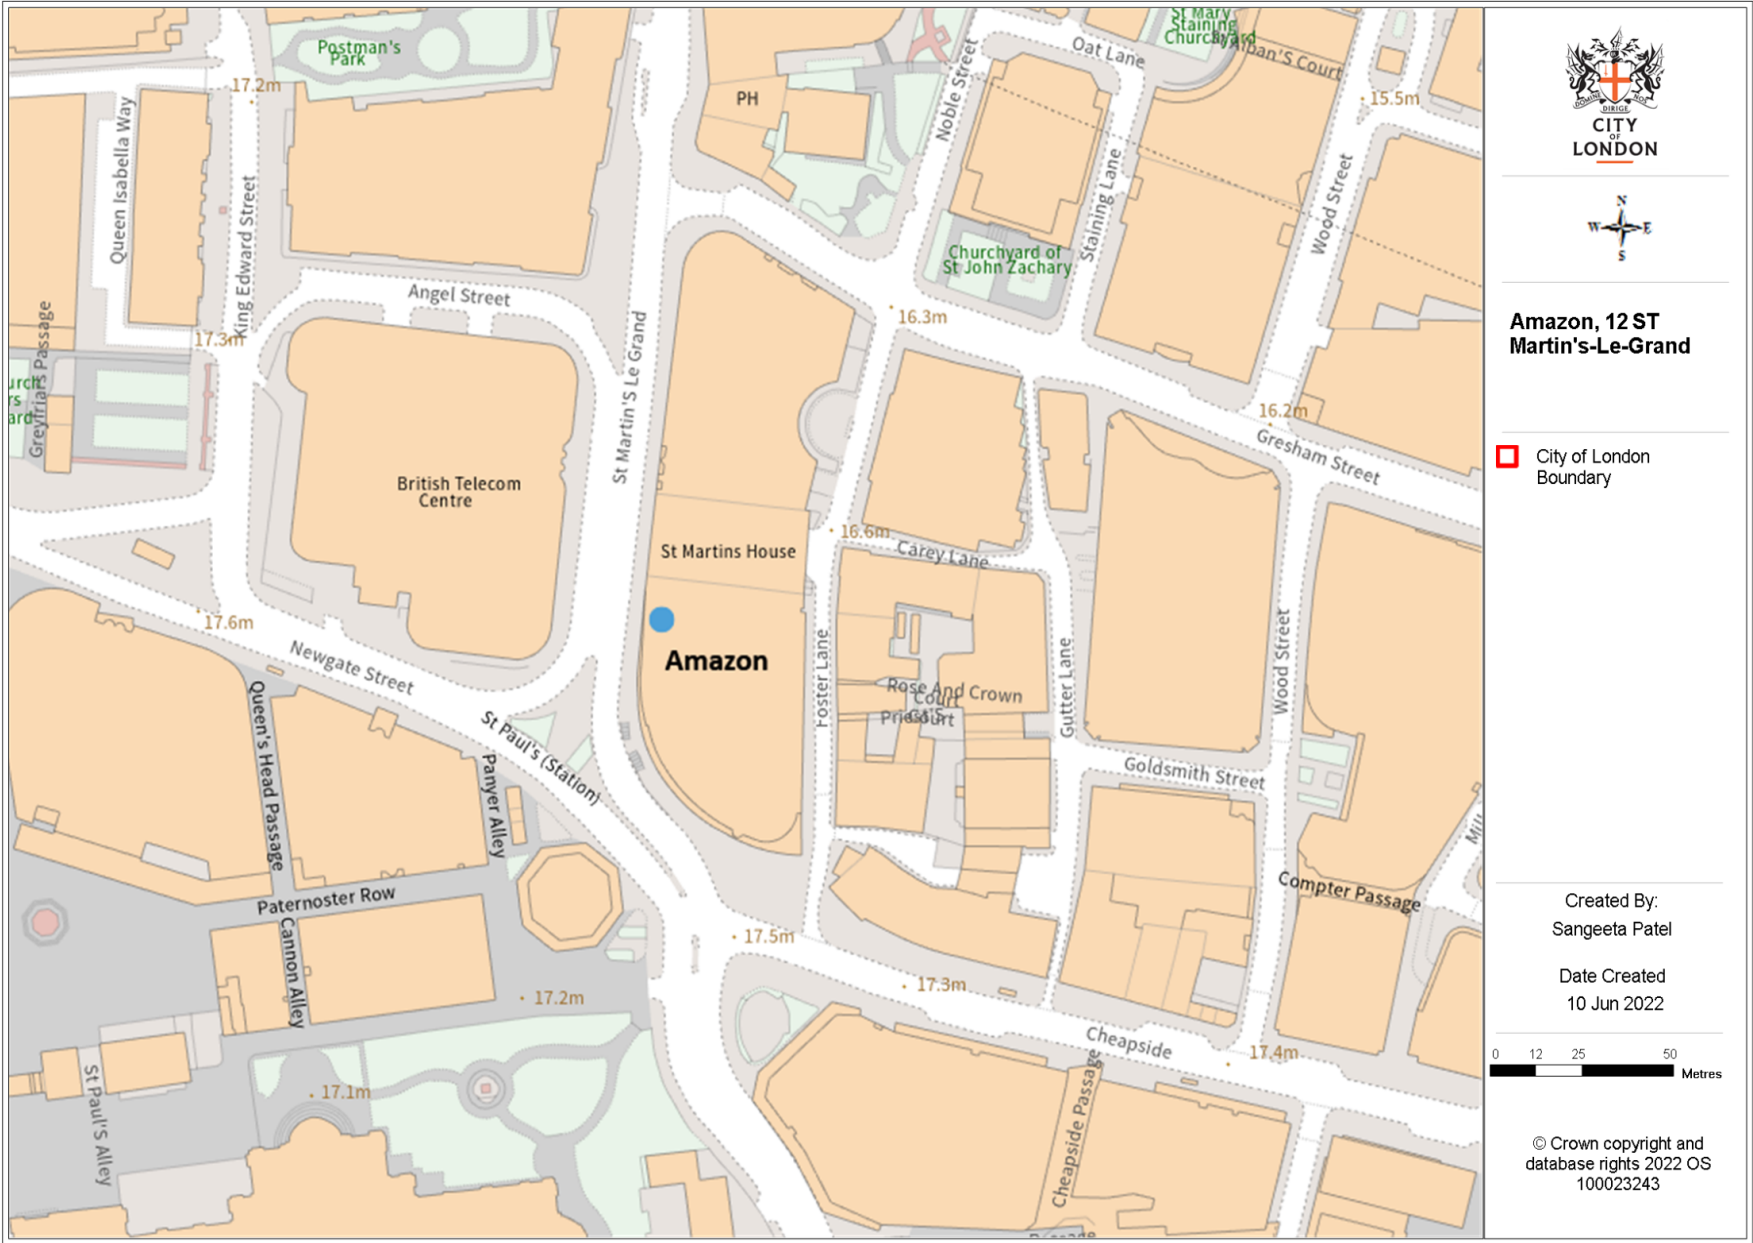 Postman's
Park
17.2m
Queen Isabella Way
King Edward Street
PH
Noble Street
Oat Lane
St Mary
Staining
Churchyard
Alban'S Court
15.5m
Staining Lane
Wood Street
Churchyard of
St John Zachary
Angel Street
16.3m
17.3m
Greyfriars Passage
St Martin'S Le Grand
16.2m
Gresham Street
British Telecom
Centre
16.6m
Carey Lane
St Martins House
17.6m
Newgate Street
Amazon
Foster Lane
Rose And Crown
Court
Gutter Lane
Wood Street
Queen's Head Passage
St Paul's (Station)
Panyer Alley
Goldsmith Street
Paternoster Row
Cannon Alley
Compter Passage
17.5m
17.3m
17.2m
Cheapside
17.4m
17.1m
St Paul'S Alley
Cheapside Passage
CITY
OF
LONDON
DOMINE
DIRIGE
NOS
N
W
E
S
Amazon, 12 ST
Martin's-Le-Grand
City of London
Boundary
Created By:
Sangeeta Patel
Date Created
10 Jun 2022
0 12 25 50
Metres
© Crown copyright and
database rights 2022 OS
100023243